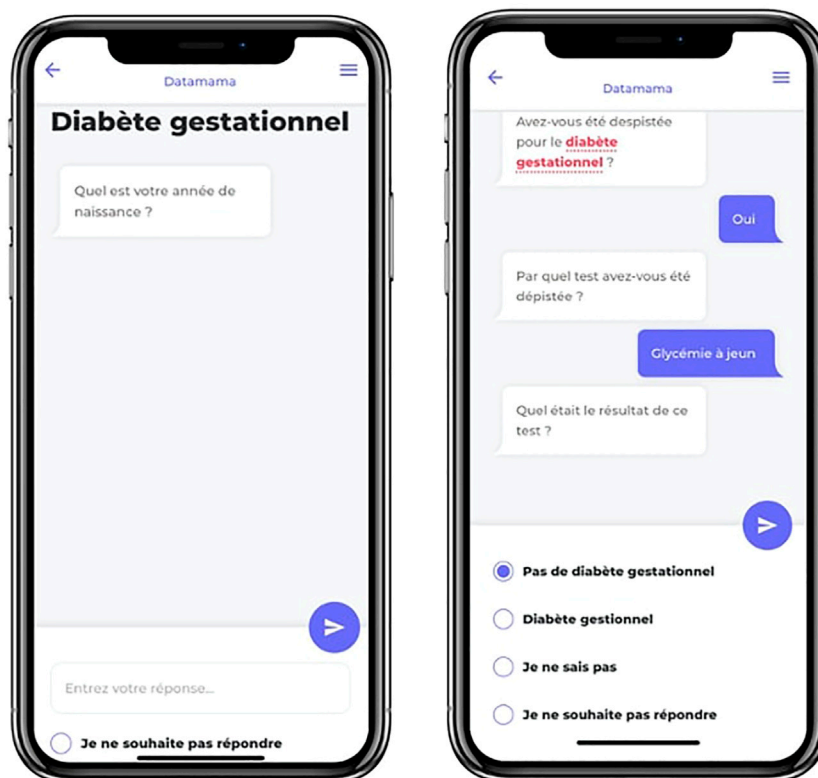 Datamama
Diabète gestationnel
Quel est votre année de
naissance ?
Entrez votre réponse...
Je ne souhaite pas répondre
Datamama
Avez-vous été despistée
pour le diabète
gestationnel ?
Oui
Par quel test avez-vous été
dépistée ?
Glycémie à jeun
Quel était le résultat de ce
test ?
Pas de diabète gestationnel
Diabète gestionnel
Je ne sais pas
Je ne souhaite pas répondre